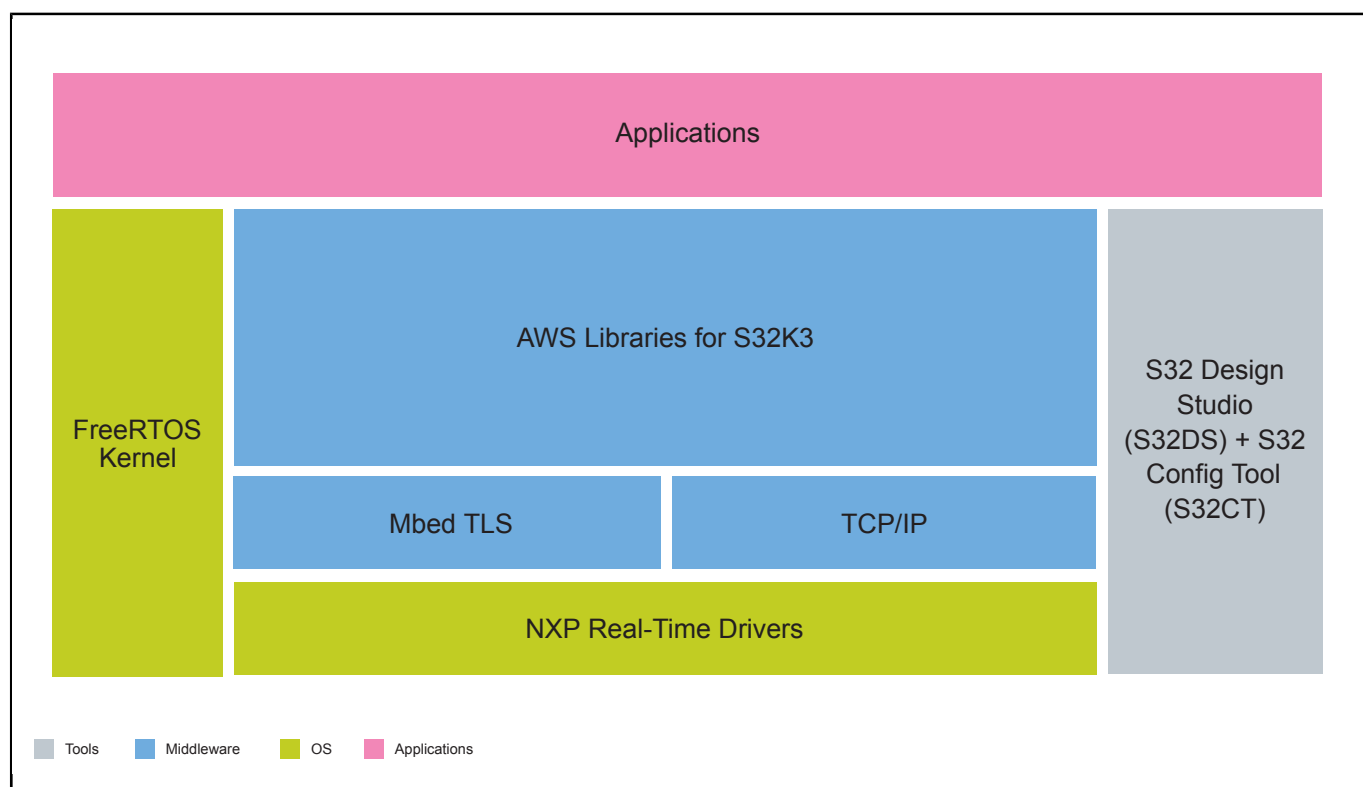 Applications
FreeRTOS
Kernel
AWS Libraries for S32K3
Mbed TLS
TCP/IP
NXP Real-Time Drivers
S32 Design
Studio
(S32DS) + S32
Config Tool
(S32CT)
Tools
Middleware
OS
Applications